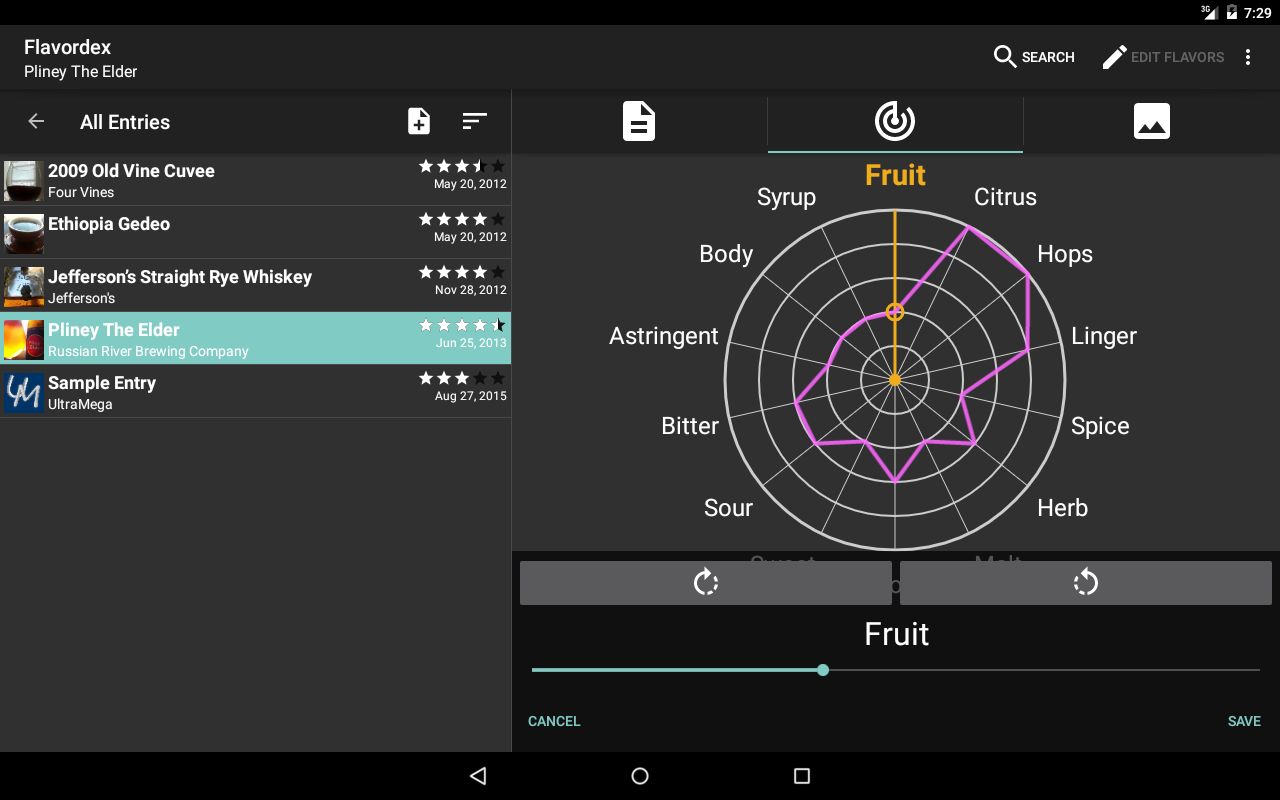 3G 7:29
Flavordex
Pliney The Elder
SEARCH
EDIT FLAVORS
All Entries
2009 Old Vine Cuvee
Four Vines
May 20, 2012
Ethiopia Gedeo
May 20, 2012
Jefferson's Straight Rye Whiskey
Jefferson's
Nov 28, 2012
Pliney The Elder
Russian River Brewing Company
Jun 25, 2013
Sample Entry
UltraMega
Aug 27, 2015
Fruit
Syrup
Citrus
Body
Hops
Astringent
Linger
Bitter
Spice
Sour
Herb
Sweet
Malt
Fruit
CANCEL
SAVE